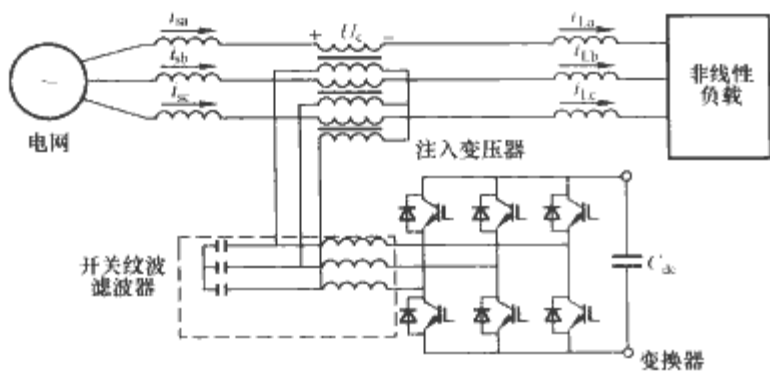 i_sa
+ U_c -
i_La
i_sb
i_Lb
i_sc
i_Lc
~
电网
非线性
负载
注入变压器
开关纹波
滤波器
C_dc
变换器